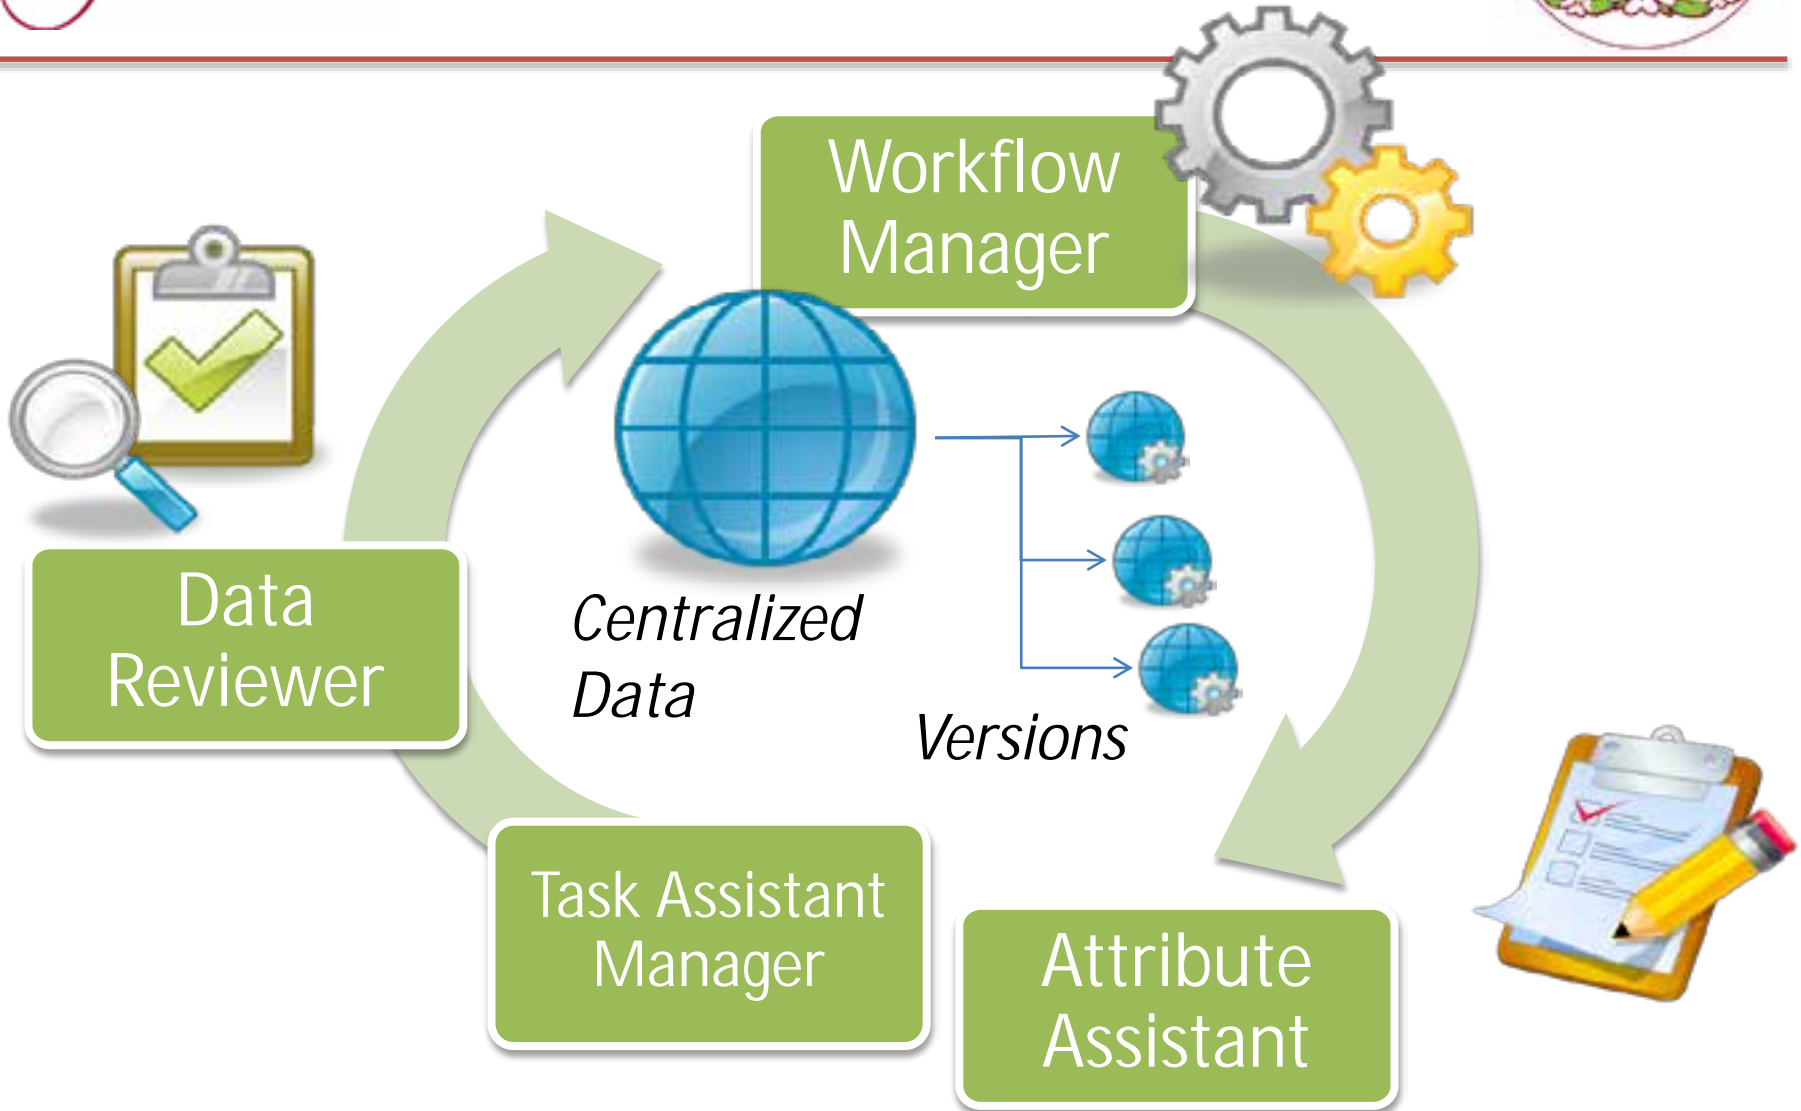 Workflow
Manager
Data
Reviewer
Centralized
Data
Versions
Task Assistant
Manager
Attribute
Assistant